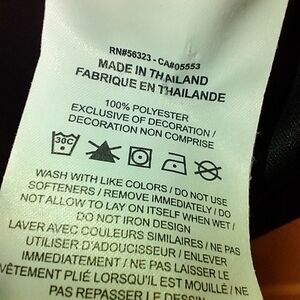 RN#56323 - CA#05553
MADE IN THAILAND
FABRIQUE EN THAILANDE
100% POLYESTER
EXCLUSIVE OF DECORATION /
DECORATION NON COMPRISE
30C
WASH WITH LIKE COLORS / DO NOT USE
SOFTENERS / REMOVE IMMEDIATELY / DO
NOT ALLOW TO LAY ON ITSELF WHEN WET /
DO NOT IRON DESIGN
LAVER AVEC COULEURS SIMILAIRES / NE PAS
UTILISER D'ADOUCISSEUR / ENLEVER
IMMEDIATEMENT / NE PAS LAISSER LE
VÊTEMENT PLIÉ LORSQU'IL EST MOUILLÉ / NE
PAS REPASSER LE DESSIN